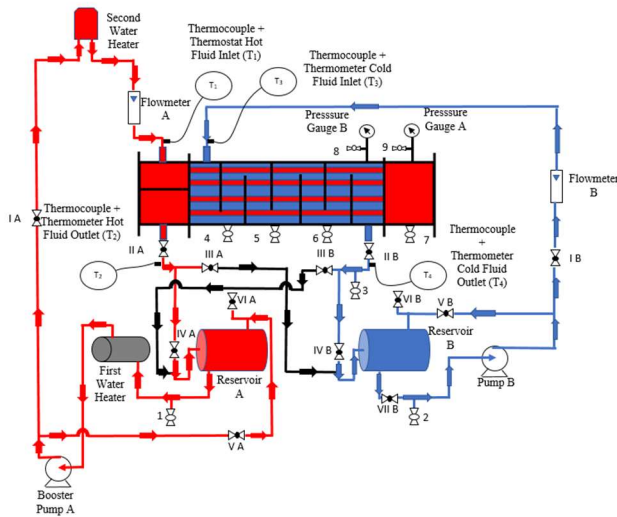 Second
Water
Heater
Thermocouple +
Thermostat Hot
Fluid Inlet (T₁)
Thermocouple +
Thermometer Cold
Fluid Inlet (T₃)
T₁
T₃
Flowmeter
A
Presssure
Gauge B
Presssure
Gauge A
8
9
Flowmeter
B
I A
Thermocouple +
Thermometer Hot
Fluid Outlet (T₂)
II A
4
5
6
7
III A
III B
II B
Thermocouple
+
Thermometer
Cold Fluid
Outlet (T₄)
I B
T₄
3
VI A
VI B
V B
IV A
IV B
Reservoir
B
First
Water
Heater
Reservoir
A
Pump B
1
VII B
2
V A
Booster
Pump A